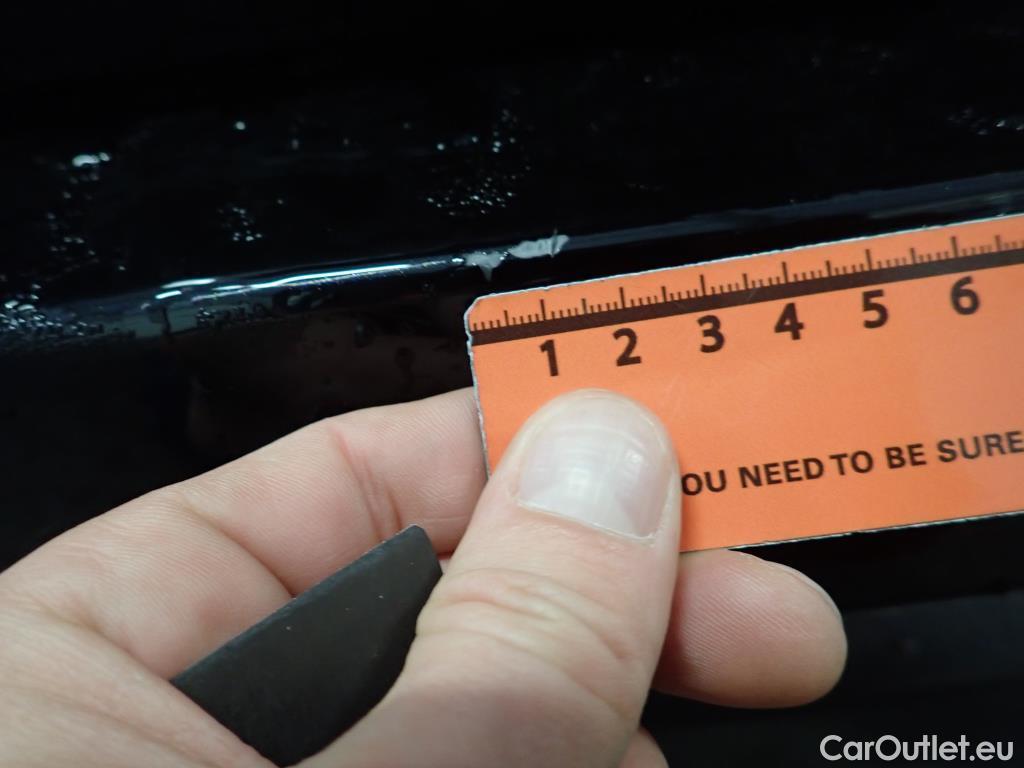 1 2 3 4 5 6
OU NEED TO BE SURE
CarOutlet.eu